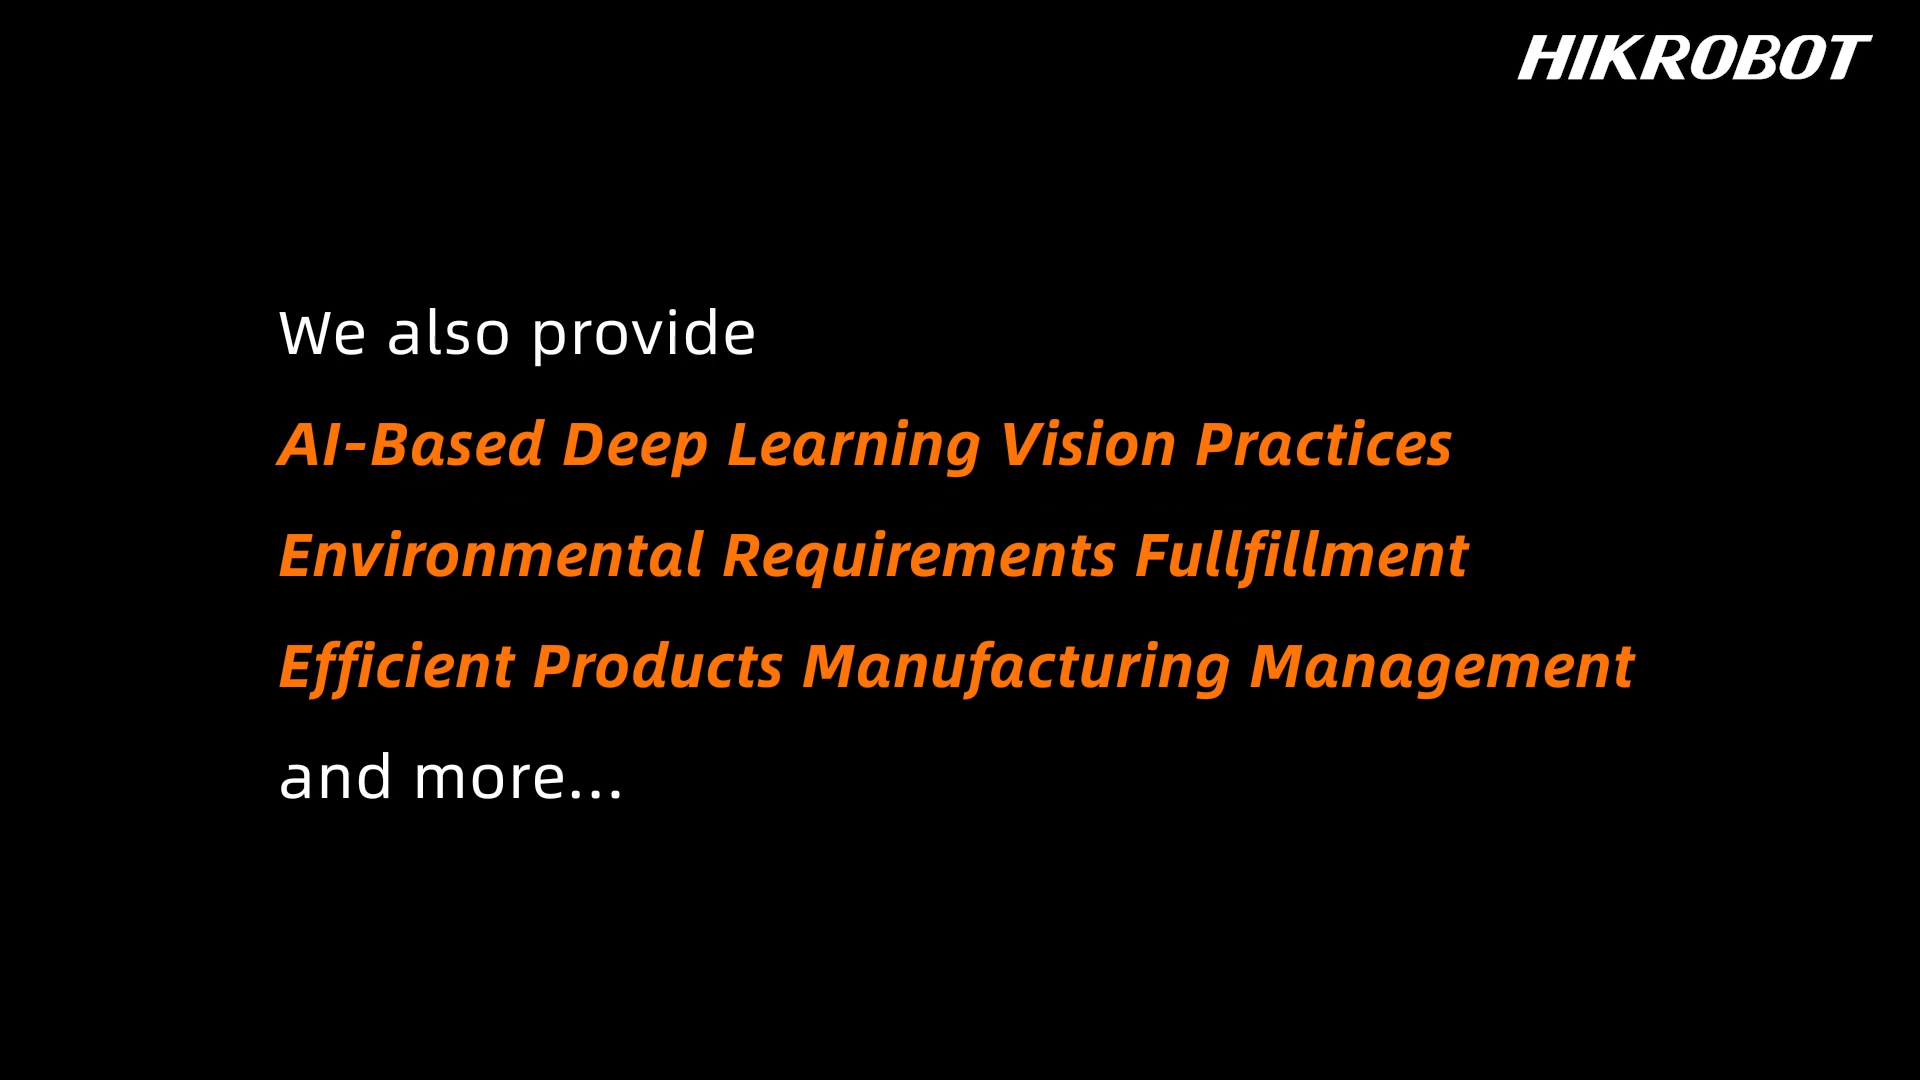 HIKROBOT
We also provide
AI-Based Deep Learning Vision Practices
Environmental Requirements Fullfillment
Efficient Products Manufacturing Management
and more...